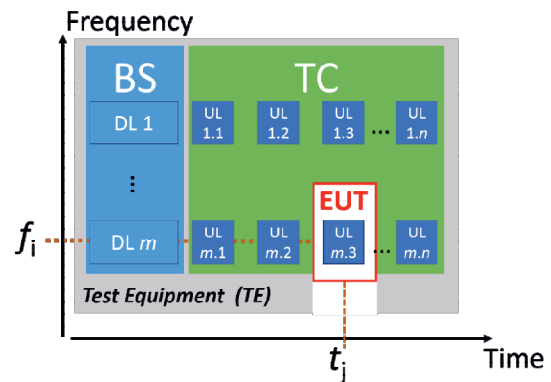 Frequency
BS
TC
DL 1
UL 1.1
UL 1.2
UL 1.3
...
UL 1.n
...
EUT
fi
DL m
UL m.1
UL m.2
UL m.3
...
UL m.n
Test Equipment (TE)
tj
Time